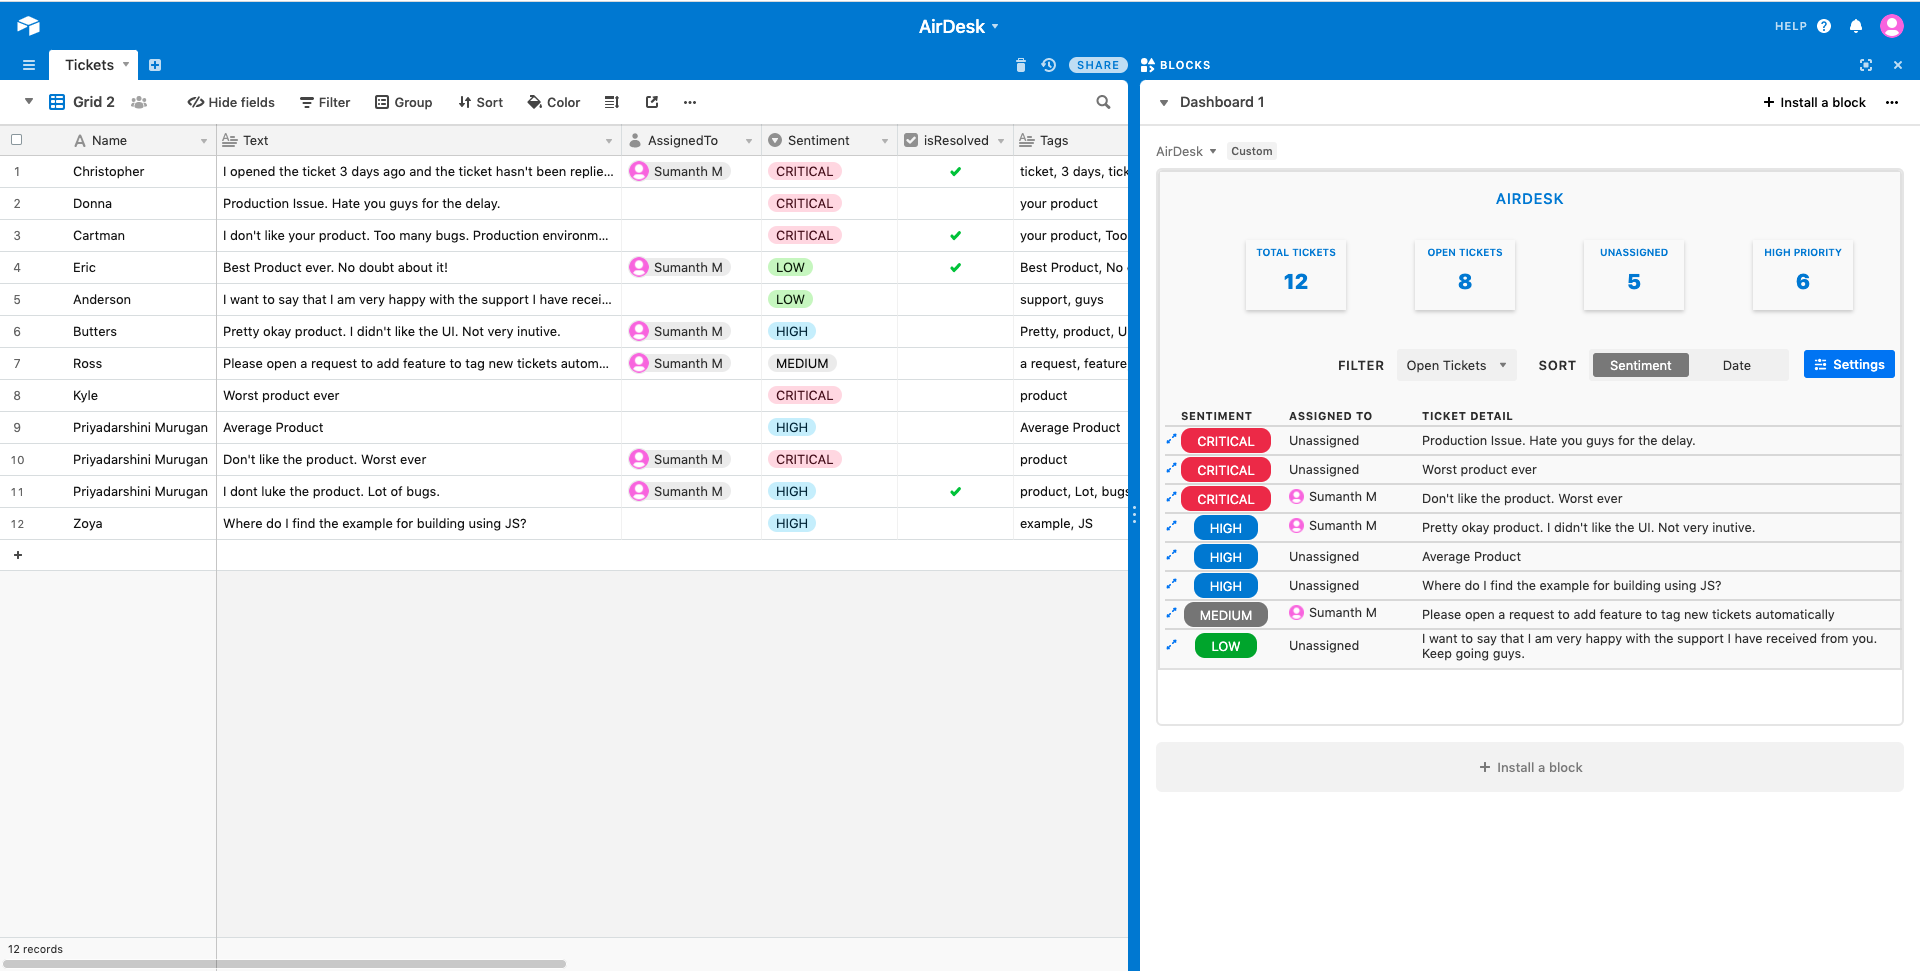 AirDesk
HELP
Tickets
SHARE
BLOCKS
Grid 2
Hide fields
Filter
Group
Sort
Color
Dashboard 1
Install a block
Name Text AssignedTo Sentiment isResolved Tags
1 Christopher I opened the ticket 3 days ago and the ticket hasn't been replie... Sumanth M CRITICAL ticket, 3 days, tick
2 Donna Production Issue. Hate you guys for the delay. CRITICAL your product
3 Cartman I don't like your product. Too many bugs. Production environm... CRITICAL your product, Too
4 Eric Best Product ever. No doubt about it! Sumanth M LOW Best Product, No
5 Anderson I want to say that I am very happy with the support I have recei... LOW support, guys
6 Butters Pretty okay product. I didn't like the UI. Not very inutive. Sumanth M HIGH Pretty, product, U
7 Ross Please open a request to add feature to tag new tickets autom... Sumanth M MEDIUM a request, feature
8 Kyle Worst product ever CRITICAL product
9 Priyadarshini Murugan Average Product HIGH Average Product
10 Priyadarshini Murugan Don't like the product. Worst ever Sumanth M CRITICAL product
11 Priyadarshini Murugan I dont luke the product. Lot of bugs. Sumanth M HIGH product, Lot, bugs
12 Zoya Where do I find the example for building using JS? HIGH example, JS
+
12 records
AirDesk Custom
AIRDESK
TOTAL TICKETS OPEN TICKETS UNASSIGNED HIGH PRIORITY
12 8 5 6
FILTER Open Tickets SORT Sentiment Date Settings
SENTIMENT ASSIGNED TO TICKET DETAIL
CRITICAL Unassigned Production Issue. Hate you guys for the delay.
CRITICAL Unassigned Worst product ever
CRITICAL Sumanth M Don't like the product. Worst ever
HIGH Sumanth M Pretty okay product. I didn't like the UI. Not very inutive.
HIGH Unassigned Average Product
HIGH Unassigned Where do I find the example for building using JS?
MEDIUM Sumanth M Please open a request to add feature to tag new tickets automatically
LOW Unassigned I want to say that I am very happy with the support I have received from you.
Keep going guys.
+ Install a block